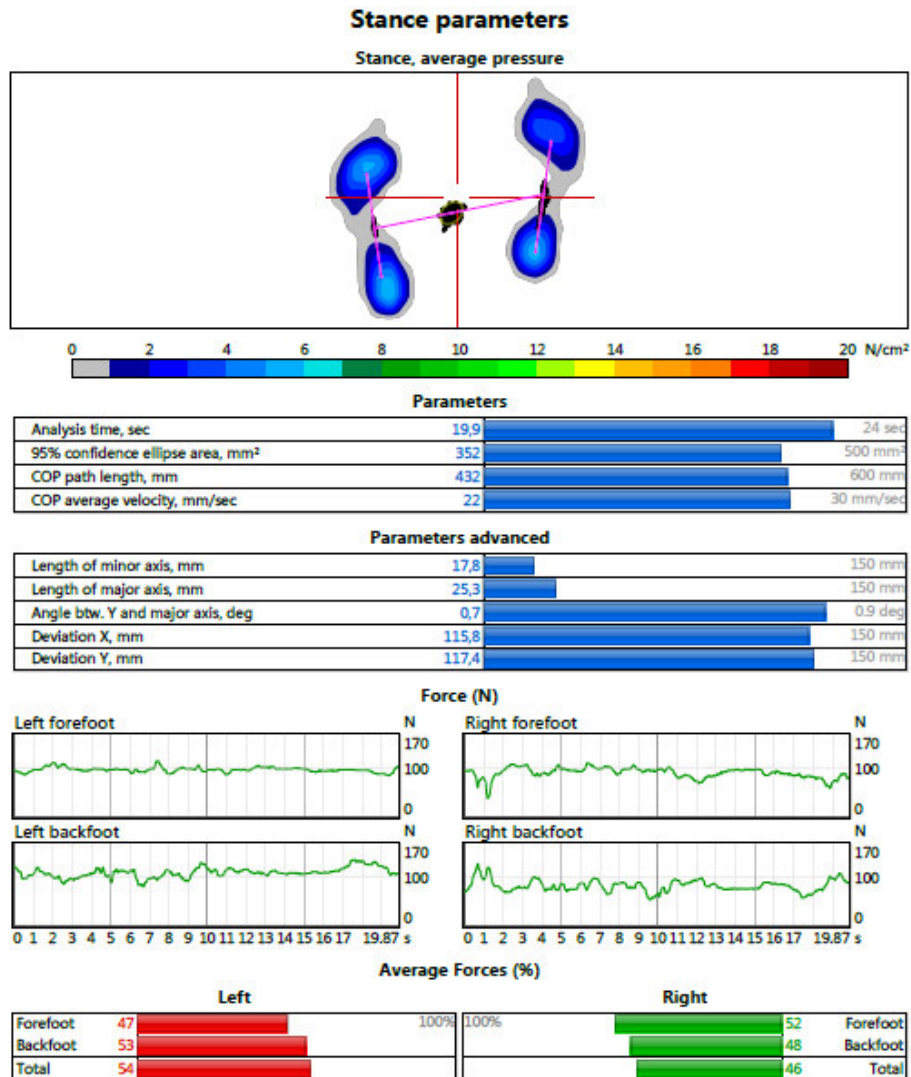 Stance parameters
Stance, average pressure
0 2 4 6 8 10 12 14 16 18 20 N/cm²
Parameters
Analysis time, sec 19,9 24 sec
95% confidence ellipse area, mm² 352 500 mm²
COP path length, mm 432 600 mm
COP average velocity, mm/sec 22 30 mm/sec
Parameters advanced
Length of minor axis, mm 17,8 150 mm
Length of major axis, mm 25,3 150 mm
Angle btw. Y and major axis, deg 0,7 0.9 deg
Deviation X, mm 115,8 150 mm
Deviation Y, mm 117,4 150 mm
Force (N)
Left forefoot N Right forefoot N
170 170
100 100
0 0
Left backfoot N Right backfoot N
170 170
100 100
0 0
0 1 2 3 4 5 6 7 8 9 10 11 12 13 14 15 16 17 19.87 s 0 1 2 3 4 5 6 7 8 9 10 11 12 13 14 15 16 17 19.87 s
Average Forces (%)
Left Right
Forefoot 47 100% 100% 52 Forefoot
Backfoot 53 48 Backfoot
Total 54 46 Total